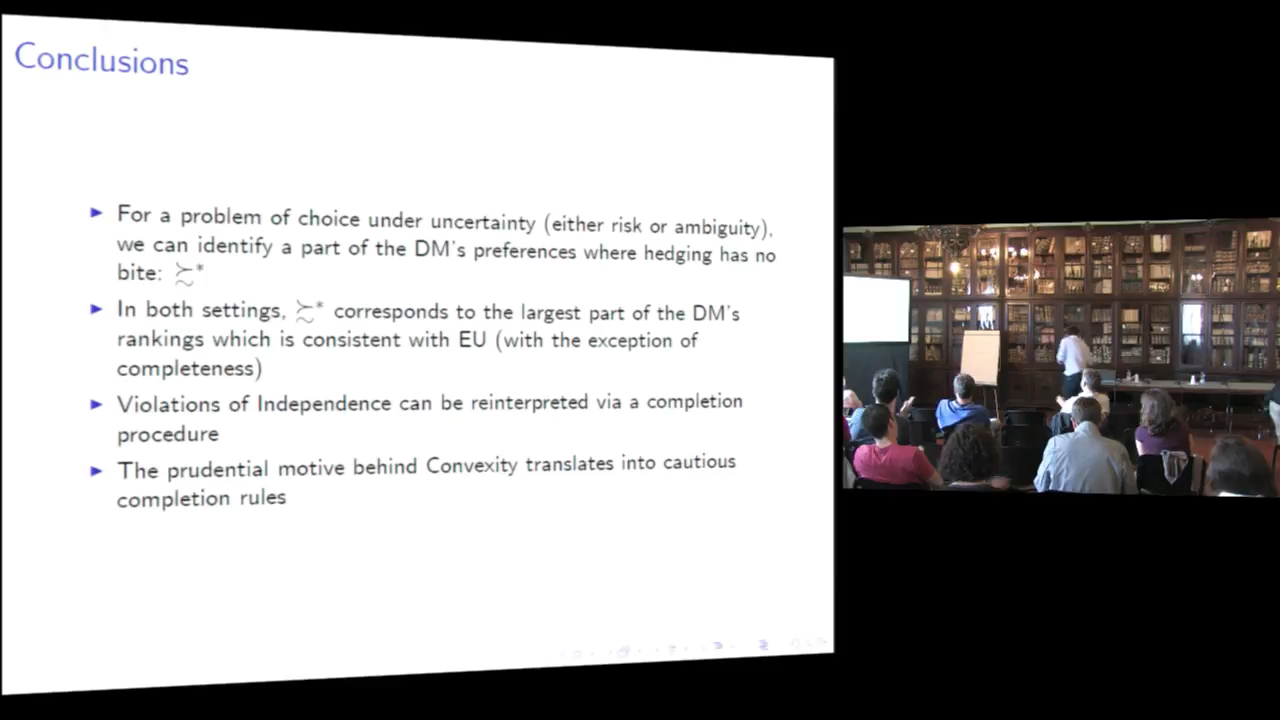 Conclusions
▶ For a problem of choice under uncertainty (either risk or ambiguity),
we can identify a part of the DM's preferences where hedging has no
bite: ≿*
▶ In both settings, ≿* corresponds to the largest part of the DM's
rankings which is consistent with EU (with the exception of
completeness)
▶ Violations of Independence can be reinterpreted via a completion
procedure
▶ The prudential motive behind Convexity translates into cautious
completion rules